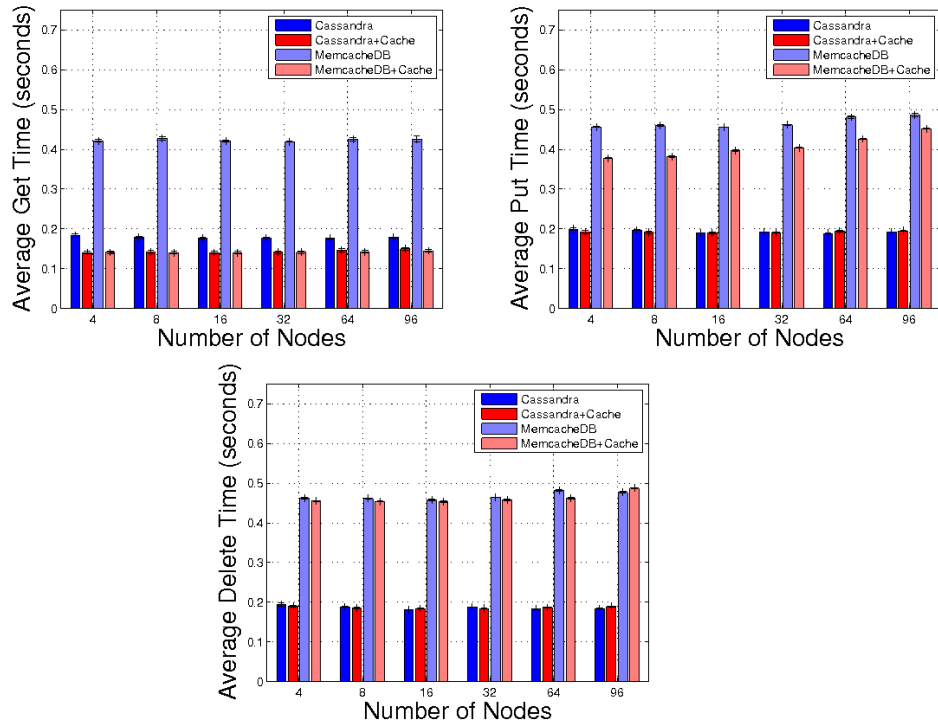 Average Get Time (seconds)
0.7
0.6
0.5
0.4
0.3
0.2
0.1
0
Cassandra
Cassandra+Cache
MemcacheDB
MemcacheDB+Cache
4 8 16 32 64 96
Number of Nodes
Average Put Time (seconds)
0.7
0.6
0.5
0.4
0.3
0.2
0.1
0
Cassandra
Cassandra+Cache
MemcacheDB
MemcacheDB+Cache
4 8 16 32 64 96
Number of Nodes
Average Delete Time (seconds)
0.7
0.6
0.5
0.4
0.3
0.2
0.1
0
Cassandra
Cassandra+Cache
MemcacheDB
MemcacheDB+Cache
4 8 16 32 64 96
Number of Nodes